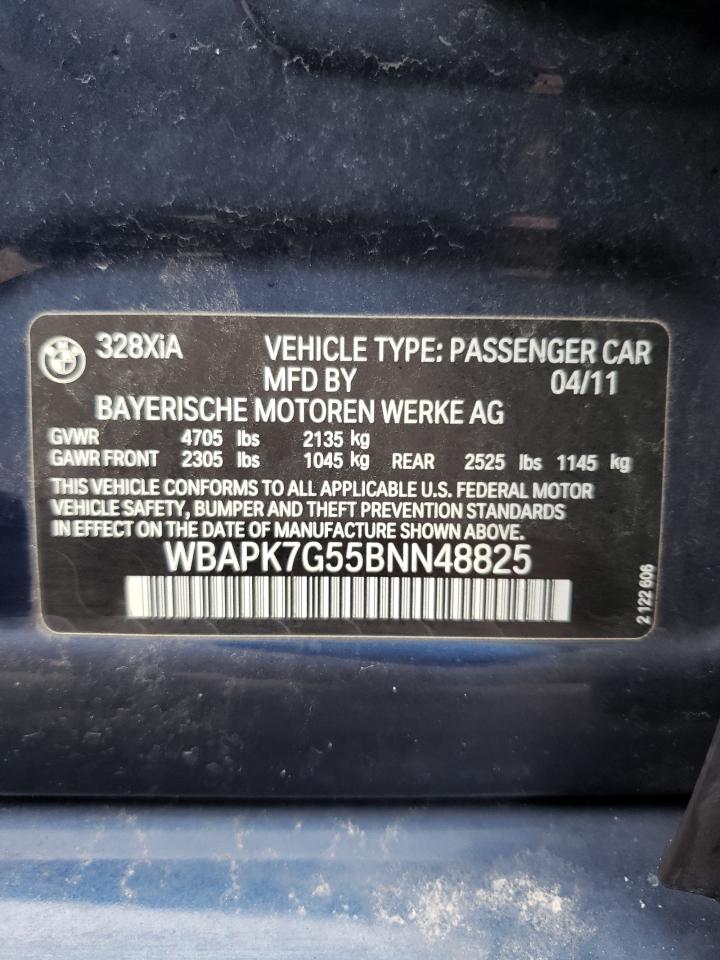 328XiA VEHICLE TYPE: PASSENGER CAR
MFD BY 04/11
BAYERISCHE MOTOREN WERKE AG
GVWR 4705 lbs 2135 kg
GAWR FRONT 2305 lbs 1045 kg REAR 2525 lbs 1145 kg
THIS VEHICLE CONFORMS TO ALL APPLICABLE U.S. FEDERAL MOTOR
VEHICLE SAFETY, BUMPER AND THEFT PREVENTION STANDARDS
IN EFFECT ON THE DATE OF MANUFACTURE SHOWN ABOVE.
WBAPK7G55BNN48825
2 122 606